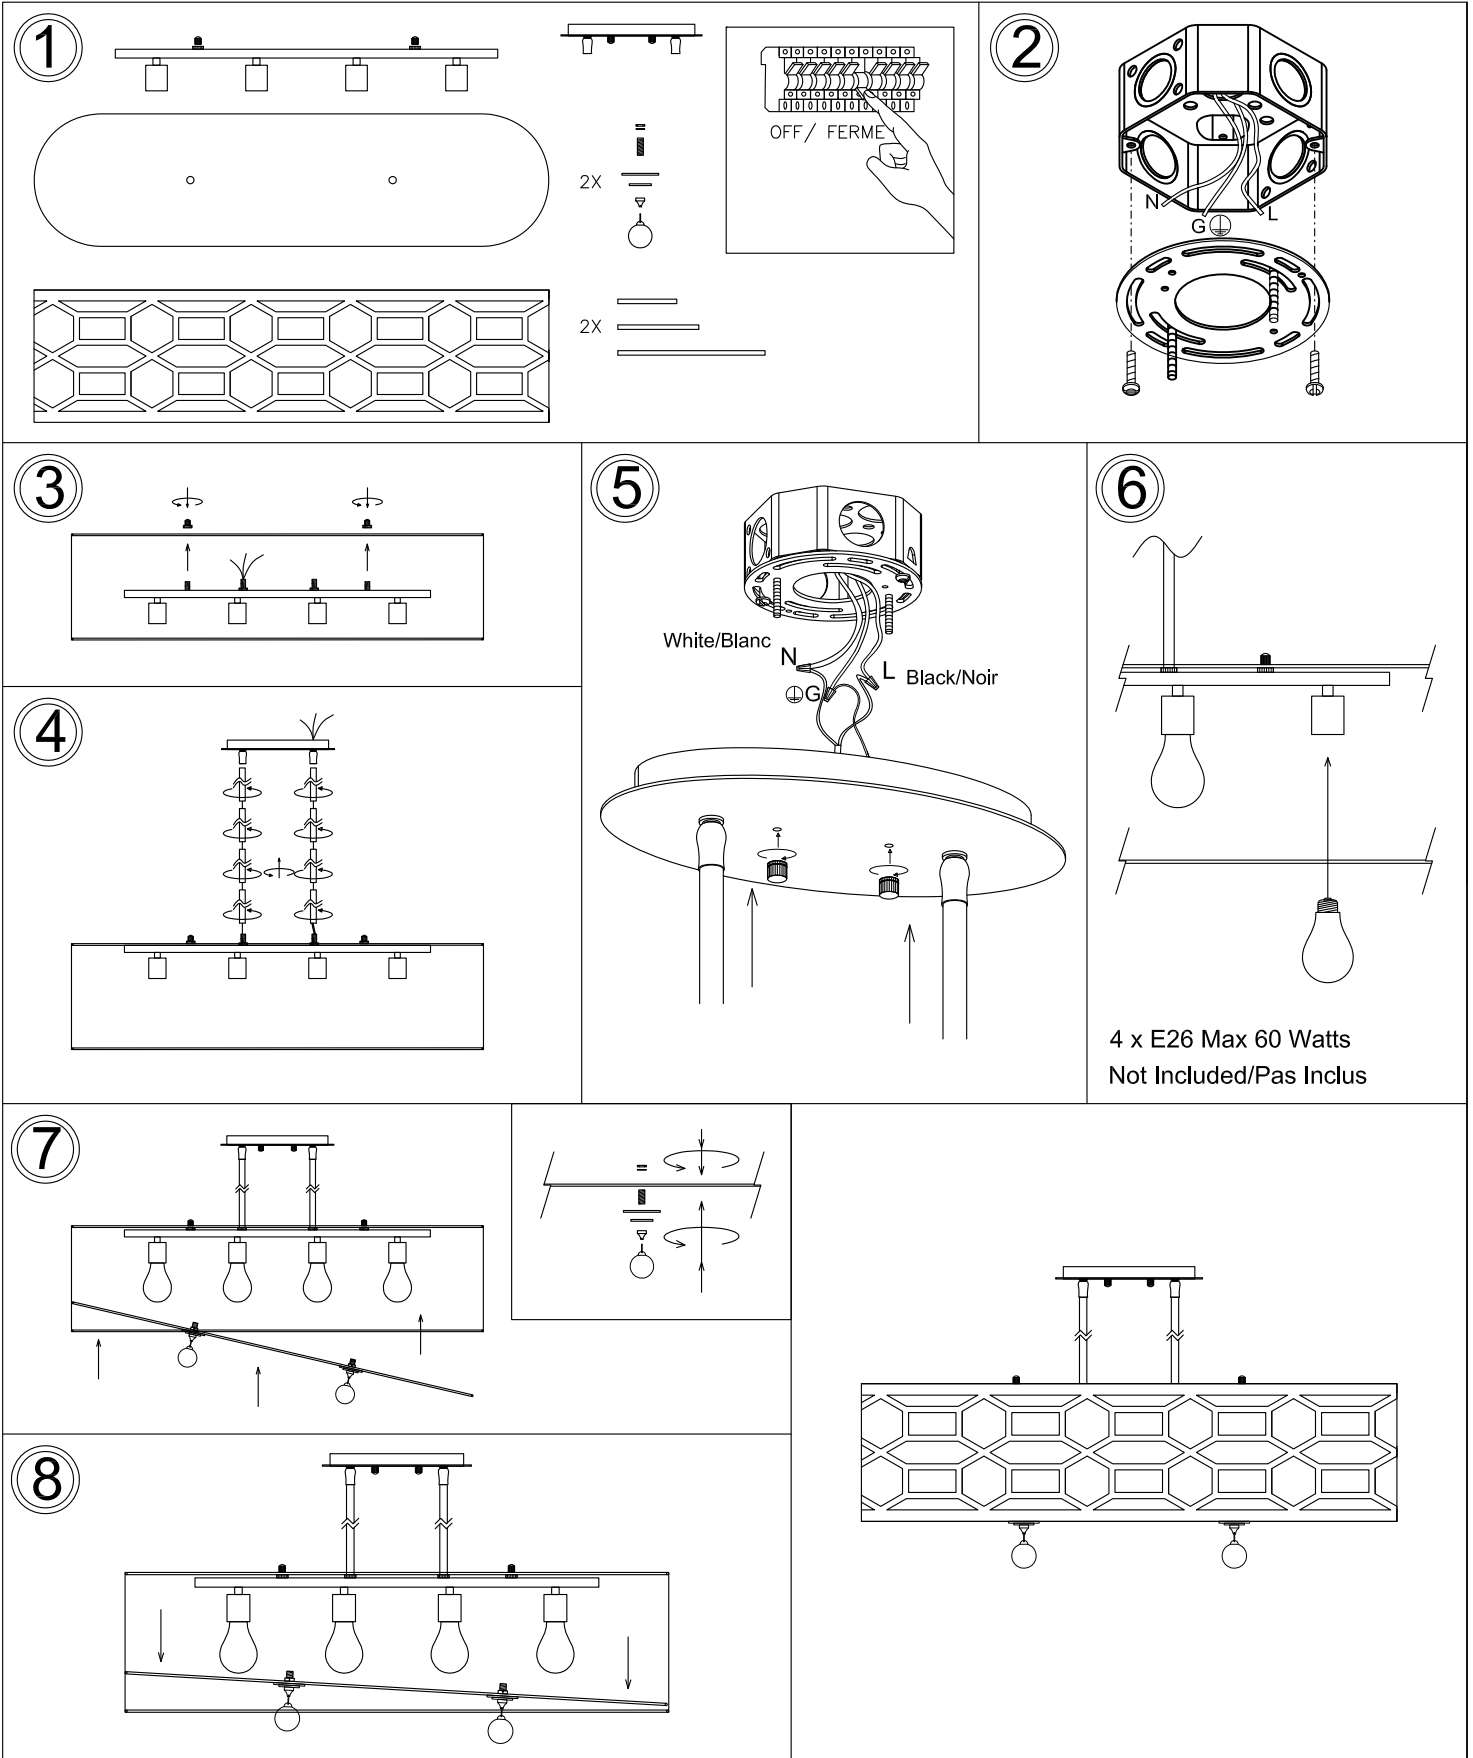 1
2X
2X
OFF/ FERME
2
N
G
L
3
4
5
White/Blanc
N
G
L
Black/Noir
6
4 x E26 Max 60 Watts
Not Included/Pas Inclus
7
8